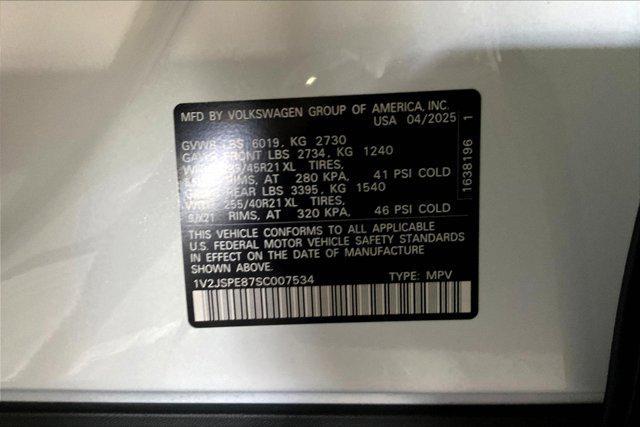 MFD BY VOLKSWAGEN GROUP OF AMERICA, INC.
USA 04/2025
GVWR LBS 6019, KG 2730
FRONT LBS 2734, KG 1240
TIRES,
RIMS, AT 280 KPA, 41 PSI COLD
REAR LBS 3395, KG 1540
255/40R21 XL TIRES,
RIMS, AT 320 KPA, 46 PSI COLD
THIS VEHICLE CONFORMS TO ALL APPLICABLE
U.S. FEDERAL MOTOR VEHICLE SAFETY STANDARDS
IN EFFECT ON THE DATE OF MANUFACTURE
SHOWN ABOVE.
1V2JSPE87SC007534 TYPE: MPV
1638196 1